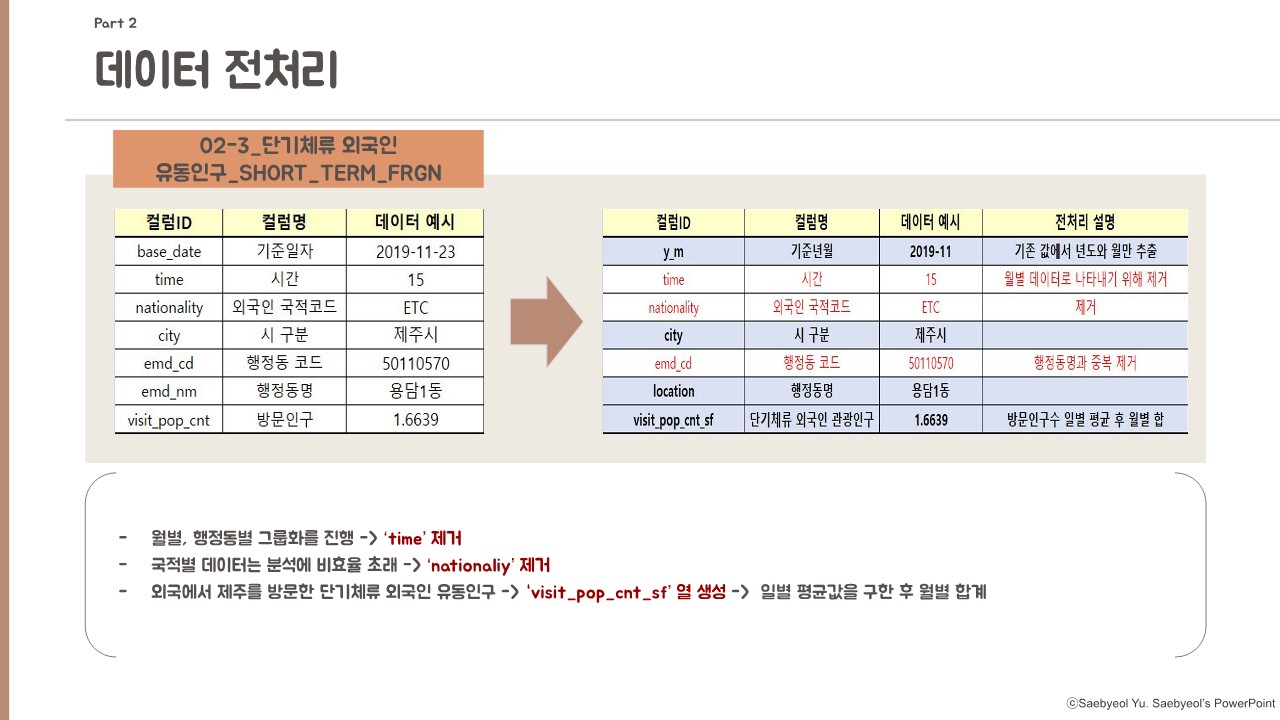 Part 2
데이터 전처리
02-3_단기체류 외국인
유동인구_SHORT_TERM_FRGN
컬럼ID 컬럼명 데이터 예시
base_date 기준일자 2019-11-23
time 시간 15
nationality 외국인 국적코드 ETC
city 시 구분 제주시
emd_cd 행정동 코드 50110570
emd_nm 행정동명 용담1동
visit_pop_cnt 방문인구 1.6639
컬럼ID 컬럼명 데이터 예시 전처리 설명
y_m 기준년월 2019-11 기존 값에서 년도와 월만 추출
time 시간 15 월별 데이터로 나타내기 위해 제거
nationality 외국인 국적코드 ETC 제거
city 시 구분 제주시
emd_cd 행정동 코드 50110570 행정동명과 중복 제거
location 행정동명 용담1동
visit_pop_cnt_sf 단기체류 외국인 관광인구 1.6639 방문인구수 일별 평균 후 월별 합
- 월별, 행정동별 그룹화를 진행 -> ‘time’ 제거
- 국적별 데이터는 분석에 비효율 초래 -> ‘nationaliy’ 제거
- 외국에서 제주를 방문한 단기체류 외국인 유동인구 -> ‘visit_pop_cnt_sf’ 열 생성 -> 일별 평균값을 구한 후 월별 합계
ⓒSaebyeol Yu. Saebyeol’s PowerPoint